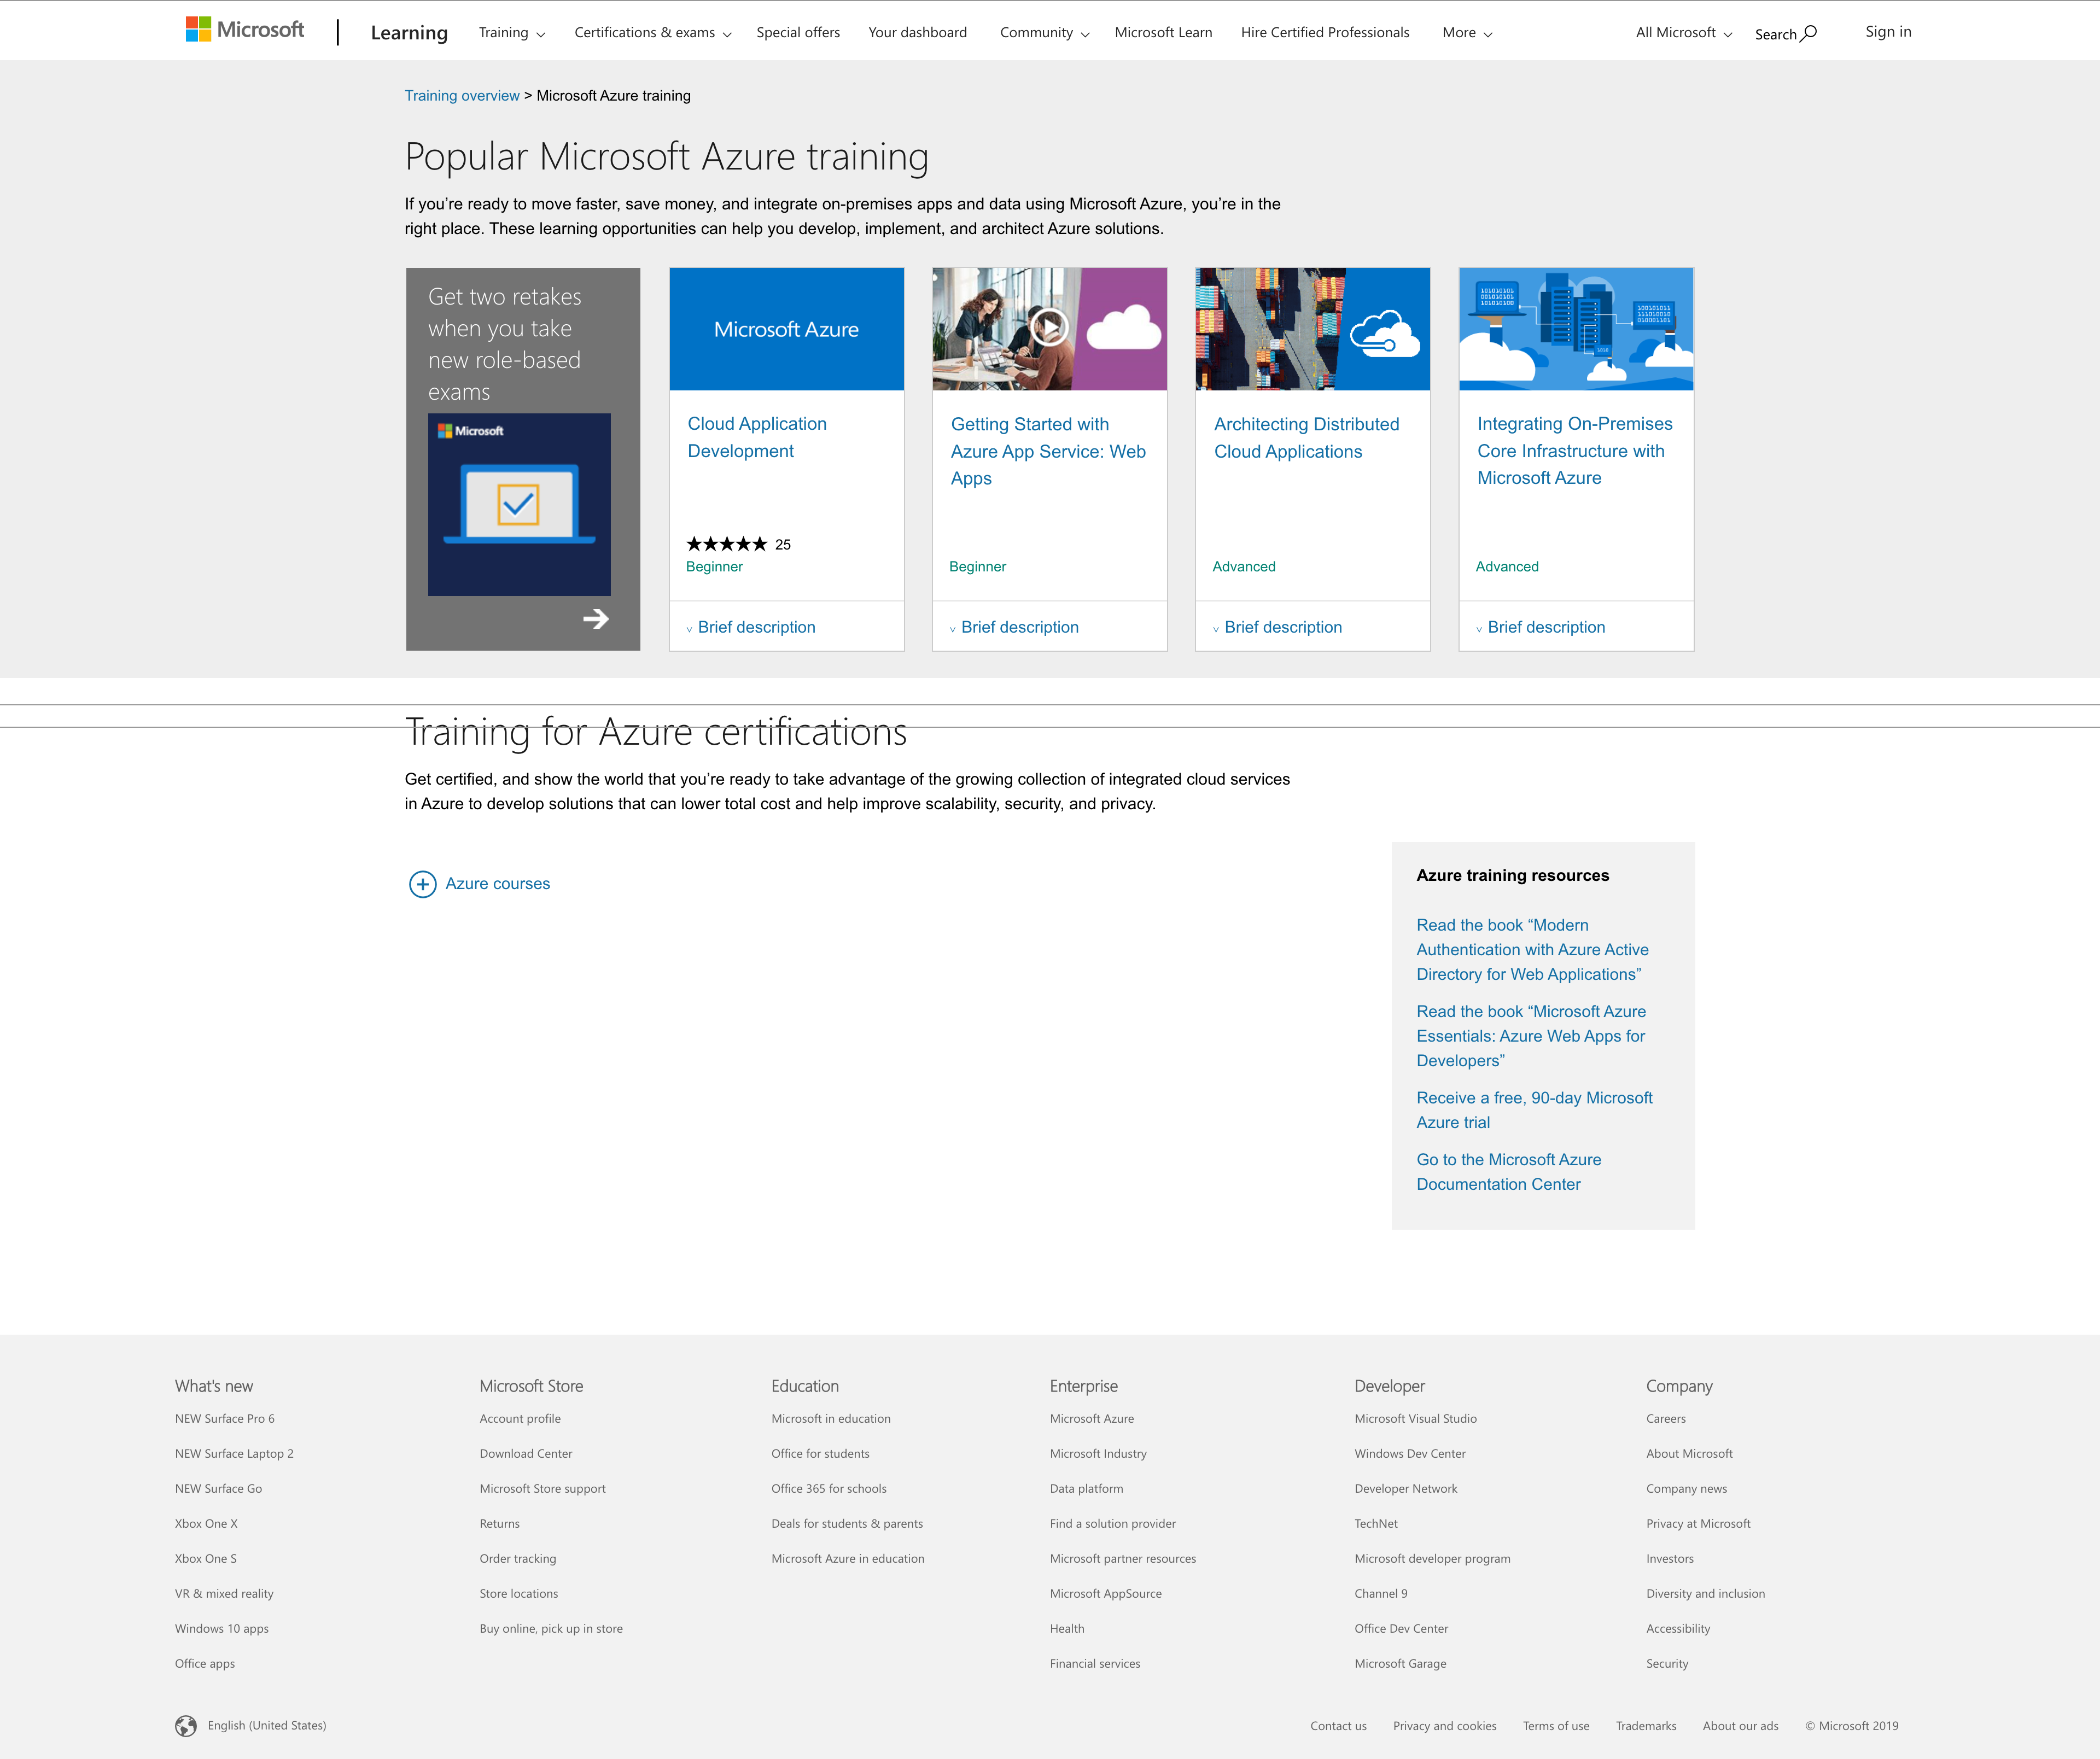 Microsoft
Learning
Training
Certifications & exams
Special offers
Your dashboard
Community
Microsoft Learn
Hire Certified Professionals
More
All Microsoft
Search
Sign in
Training overview > Microsoft Azure training
Popular Microsoft Azure training
If you’re ready to move faster, save money, and integrate on-premises apps and data using Microsoft Azure, you’re in the
right place. These learning opportunities can help you develop, implement, and architect Azure solutions.
Get two retakes
when you take
new role-based
exams
Microsoft
Microsoft Azure
Cloud Application
Development
★★★★★ 25
Beginner
v Brief description
Getting Started with
Azure App Service: Web
Apps
Beginner
v Brief description
Architecting Distributed
Cloud Applications
Advanced
v Brief description
101010101
001010101
101010100
100101011
111010010
010001101
1010
Integrating On-Premises
Core Infrastructure with
Microsoft Azure
Advanced
v Brief description
Training for Azure certifications
Get certified, and show the world that you’re ready to take advantage of the growing collection of integrated cloud services
in Azure to develop solutions that can lower total cost and help improve scalability, security, and privacy.
Azure courses
Azure training resources
Read the book “Modern
Authentication with Azure Active
Directory for Web Applications”
Read the book “Microsoft Azure
Essentials: Azure Web Apps for
Developers”
Receive a free, 90-day Microsoft
Azure trial
Go to the Microsoft Azure
Documentation Center
What's new
NEW Surface Pro 6
NEW Surface Laptop 2
NEW Surface Go
Xbox One X
Xbox One S
VR & mixed reality
Windows 10 apps
Office apps
Microsoft Store
Account profile
Download Center
Microsoft Store support
Returns
Order tracking
Store locations
Buy online, pick up in store
Education
Microsoft in education
Office for students
Office 365 for schools
Deals for students & parents
Microsoft Azure in education
Enterprise
Microsoft Azure
Microsoft Industry
Data platform
Find a solution provider
Microsoft partner resources
Microsoft AppSource
Health
Financial services
Developer
Microsoft Visual Studio
Windows Dev Center
Developer Network
TechNet
Microsoft developer program
Channel 9
Office Dev Center
Microsoft Garage
Company
Careers
About Microsoft
Company news
Privacy at Microsoft
Investors
Diversity and inclusion
Accessibility
Security
English (United States)
Contact us
Privacy and cookies
Terms of use
Trademarks
About our ads
© Microsoft 2019